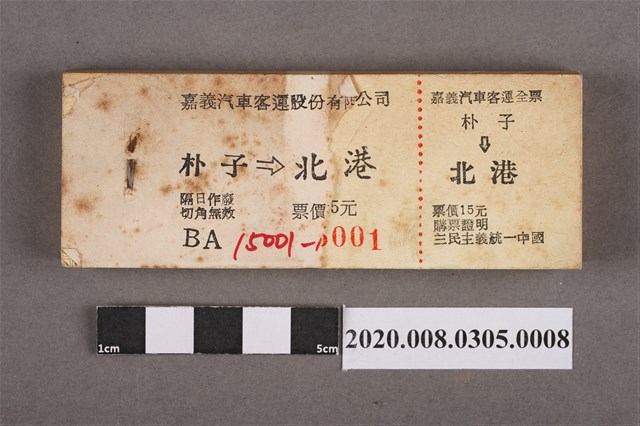 嘉義汽車客運股份有限公司
朴子⇨北港
隔日作廢
切角無效
票價 5元
BA 15001-
001
嘉義汽車客運全票
朴子
⇩
北港
票價15元
購票證明
三民主義統一中國
1cm
5cm
2020.008.0305.0008